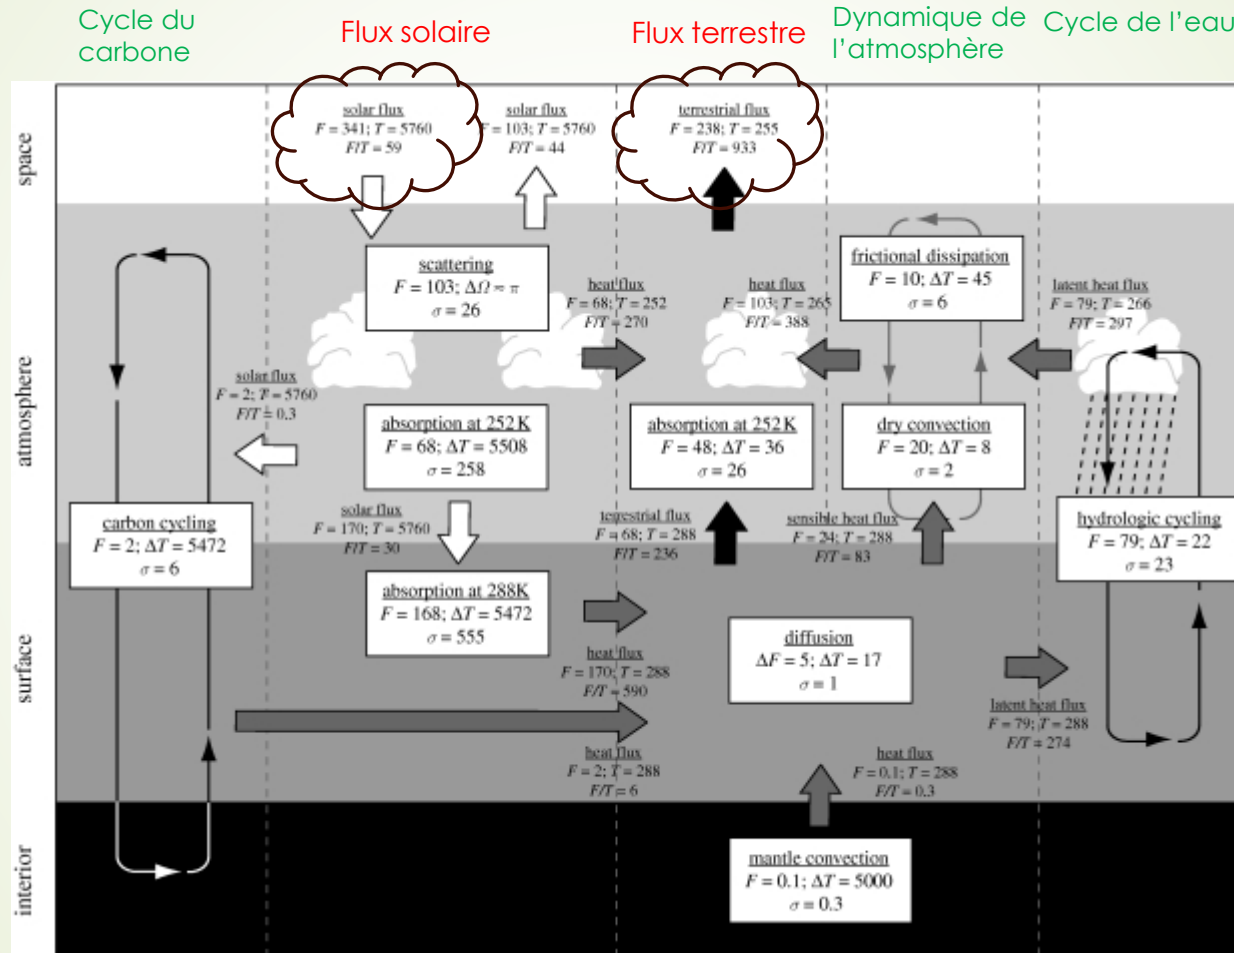 Cycle du
carbone
Flux solaire
Flux terrestre
Dynamique de
l'atmosphère
Cycle de l'eau
space
atmosphere
surface
interior
solar flux
F = 341; T = 5760
F/T = 59
solar flux
F = 103; T = 5760
F/T = 44
terrestrial flux
F = 238; T = 255
F/T = 933
scattering
F = 103; ΔΩ ≈ π
σ = 26
heat flux
F = 68; T = 252
F/T = 270
heat flux
F = 103; T = 265
F/T = 388
frictional dissipation
F = 10; ΔT = 45
σ = 6
latent heat flux
F = 79; T = 266
F/T = 297
solar flux
F = 2; T = 5760
F/T = 0.3
absorption at 252K
F = 68; ΔT = 5508
σ = 258
absorption at 252K
F = 48; ΔT = 36
σ = 26
dry convection
F = 20; ΔT = 8
σ = 2
carbon cycling
F = 2; ΔT = 5472
σ = 6
solar flux
F = 170; T = 5760
F/T = 30
terrestrial flux
F = 68; T = 288
F/T = 236
sensible heat flux
F = 24; T = 288
F/T = 83
hydrologic cycling
F = 79; ΔT = 22
σ = 23
absorption at 288K
F = 168; ΔT = 5472
σ = 555
heat flux
F = 170; T = 288
F/T = 590
diffusion
ΔF = 5; ΔT = 17
σ = 1
latent heat flux
F = 79; T = 288
F/T = 274
heat flux
F = 2; T = 288
F/T = 6
heat flux
F = 0.1; T = 288
F/T = 0.3
mantle convection
F = 0.1; ΔT = 5000
σ = 0.3